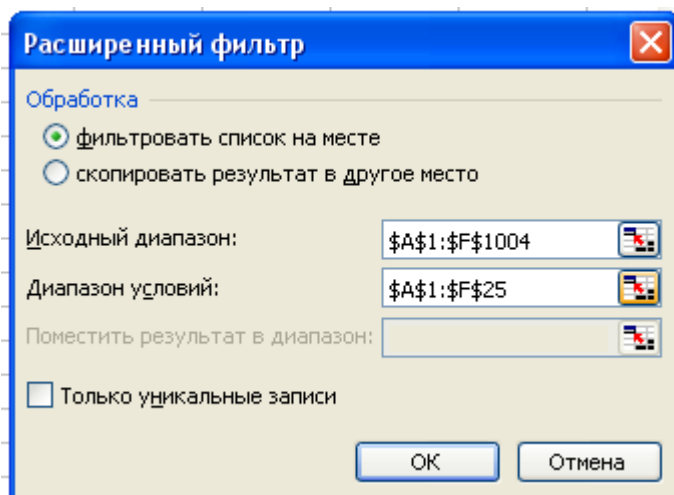 Расширенный фильтр
Обработка
фильтровать список на месте
скопировать результат в другое место
Исходный диапазон: $A$1:$F$1004
Диапазон условий: $A$1:$F$25
Поместить результат в диапазон:
Только уникальные записи
ОК Отмена